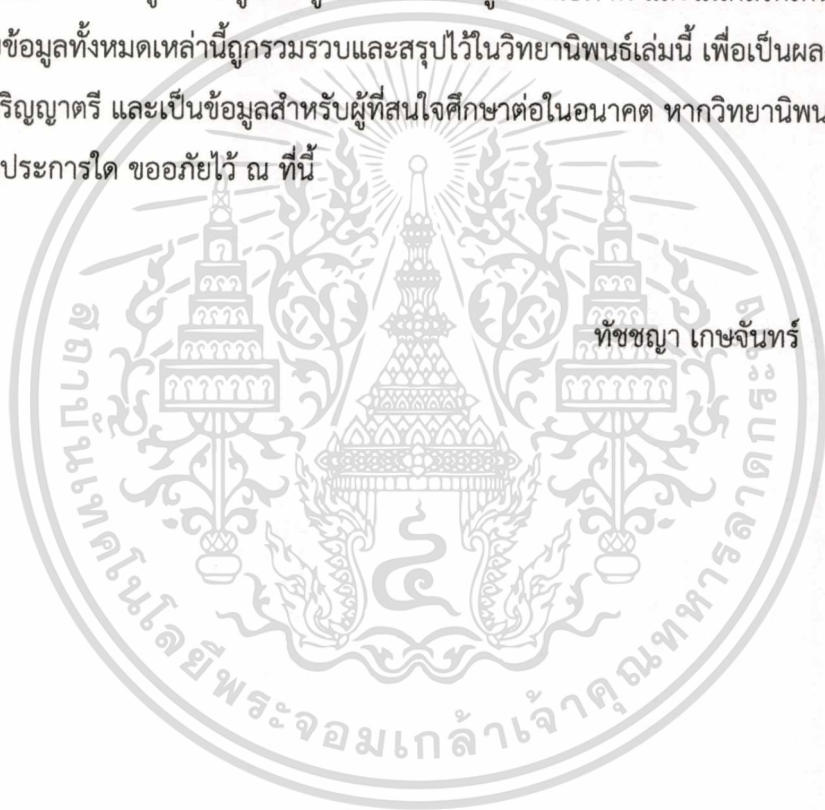 ข้อมูลทั้งหมดเหล่านี้ถูกรวมรวบและสรุปไว้ในวิทยานิพนธ์เล่มนี้ เพื่อเป็นผล
ริญญาตรี และเป็นข้อมูลสำหรับผู้ที่สนใจศึกษาต่อในอนาคต หากวิทยานิพน
ประการใด ขออภัยไว้ ณ ที่นี้
ทัชชญา เกษจันทร์
สถาบันเทคโนโลยีพระจอมเกล้าเจ้าคุณทหารลาดกระบัง